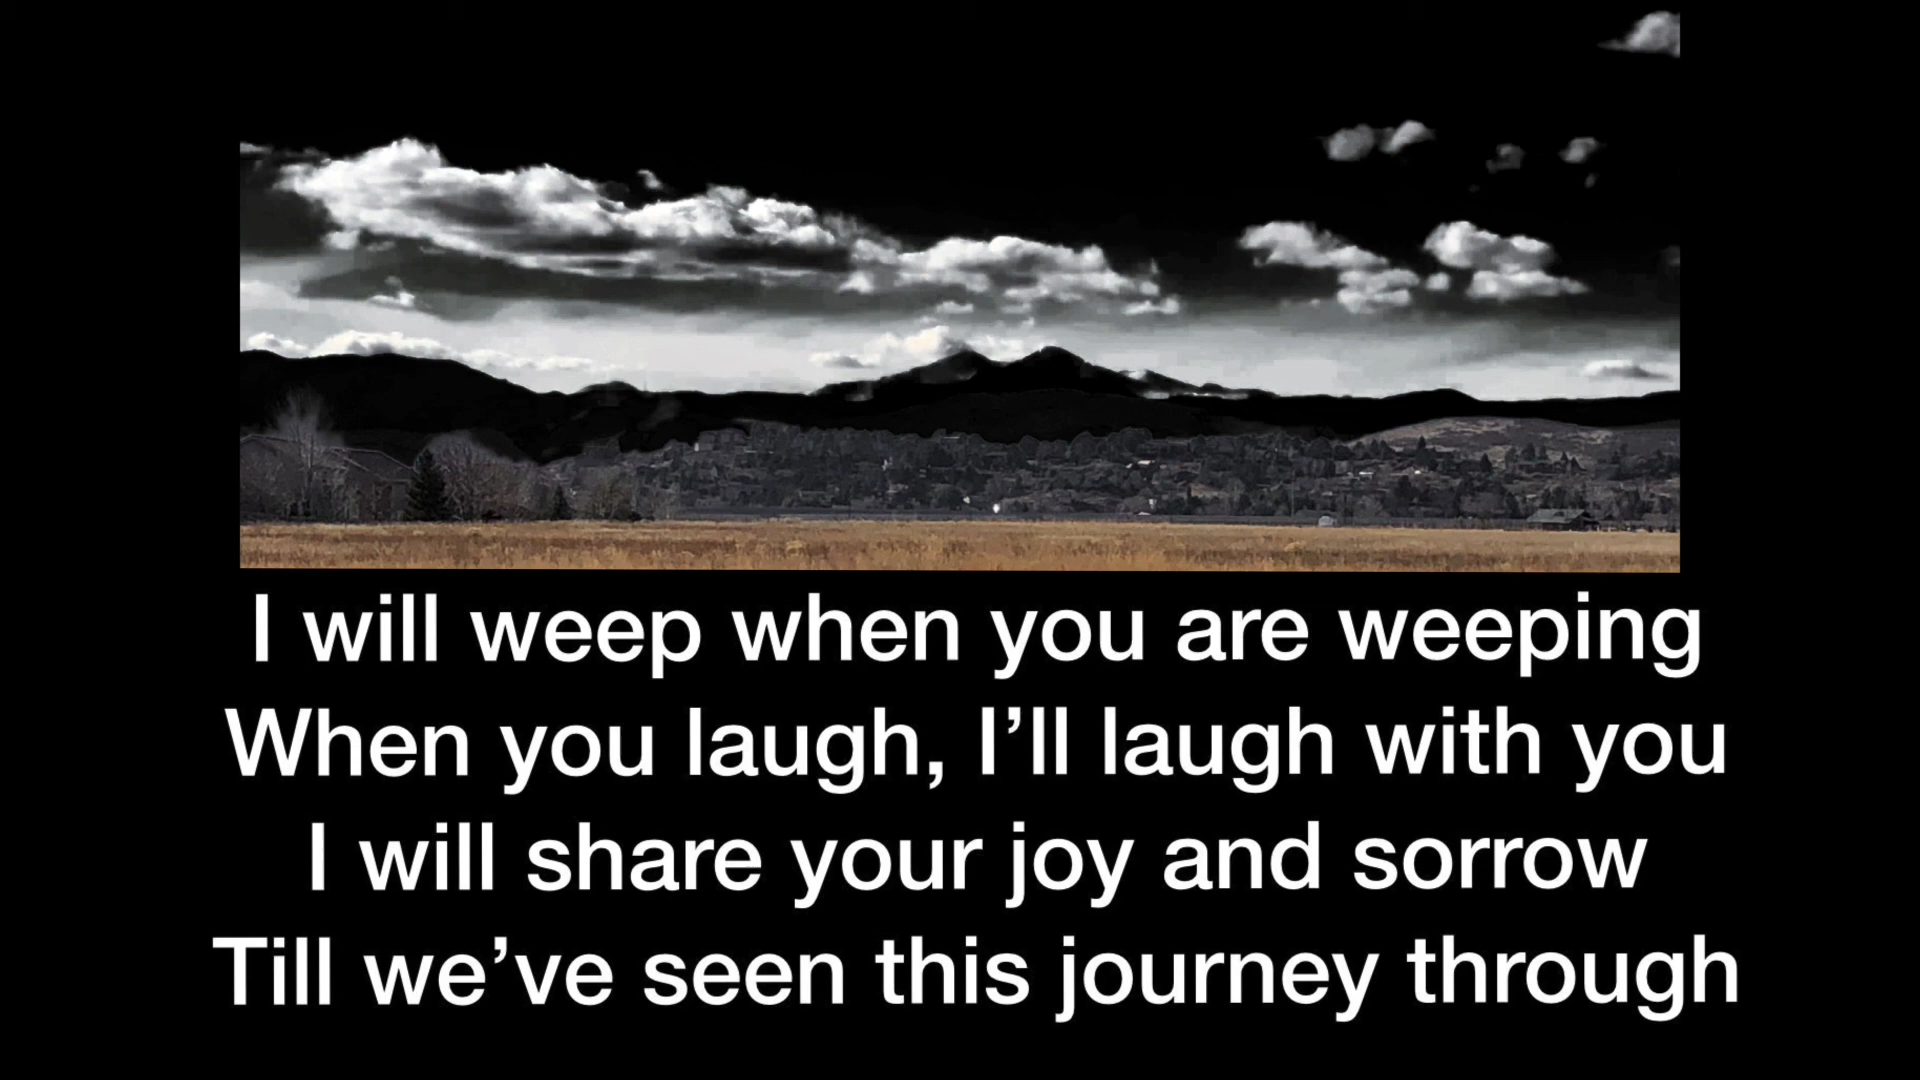 I will weep when you are weeping
When you laugh, I’ll laugh with you
I will share your joy and sorrow
Till we’ve seen this journey through